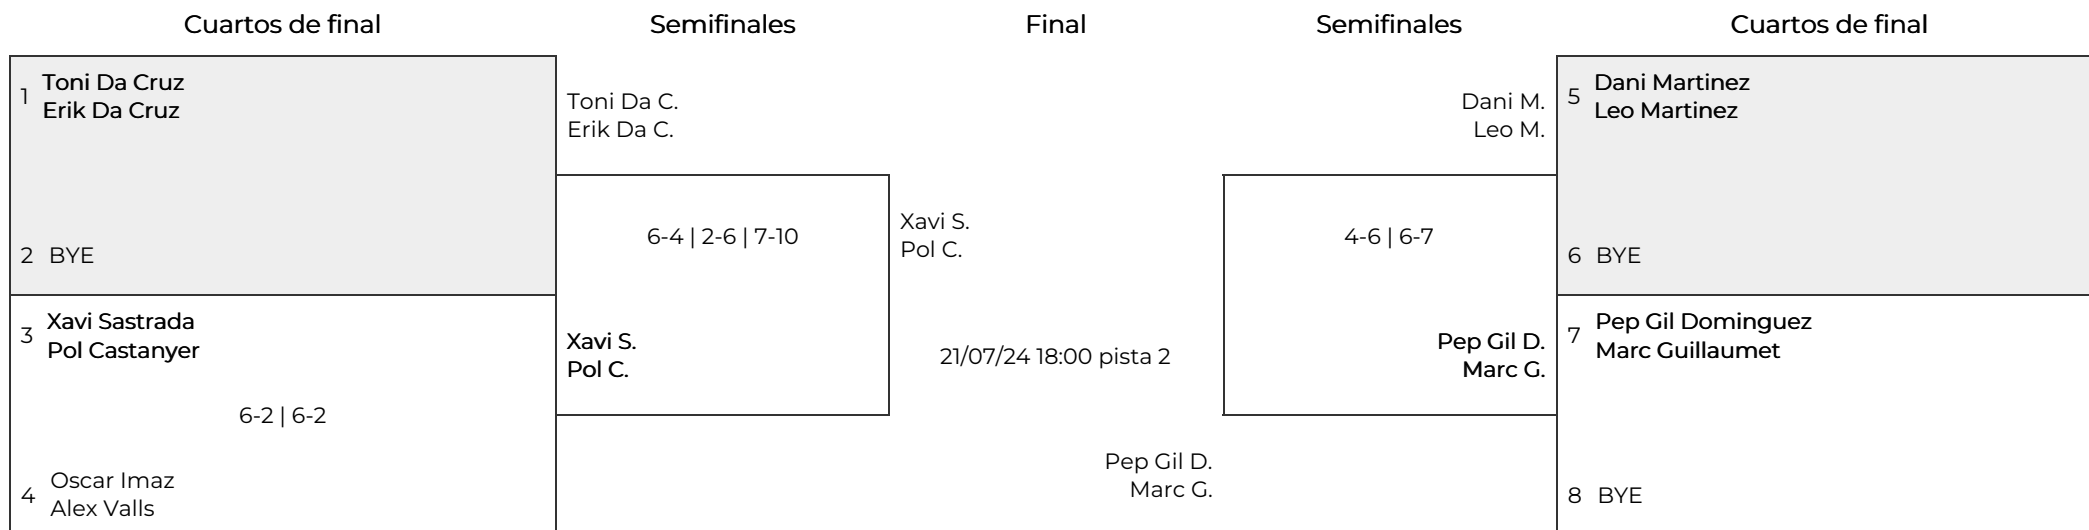 Cuartos de final
Semifinales
Final
Semifinales
Cuartos de final
1
Toni Da Cruz
Erik Da Cruz
2 BYE
3
Xavi Sastrada
Pol Castanyer
6-2 | 6-2
4
Oscar Imaz
Alex Valls
Toni Da C.
Erik Da C.
6-4 | 2-6 | 7-10
Xavi S.
Pol C.
Xavi S.
Pol C.
21/07/24 18:00 pista 2
Pep Gil D.
Marc G.
Dani M.
Leo M.
4-6 | 6-7
Pep Gil D.
Marc G.
5
Dani Martinez
Leo Martinez
6 BYE
7
Pep Gil Dominguez
Marc Guillaumet
8 BYE